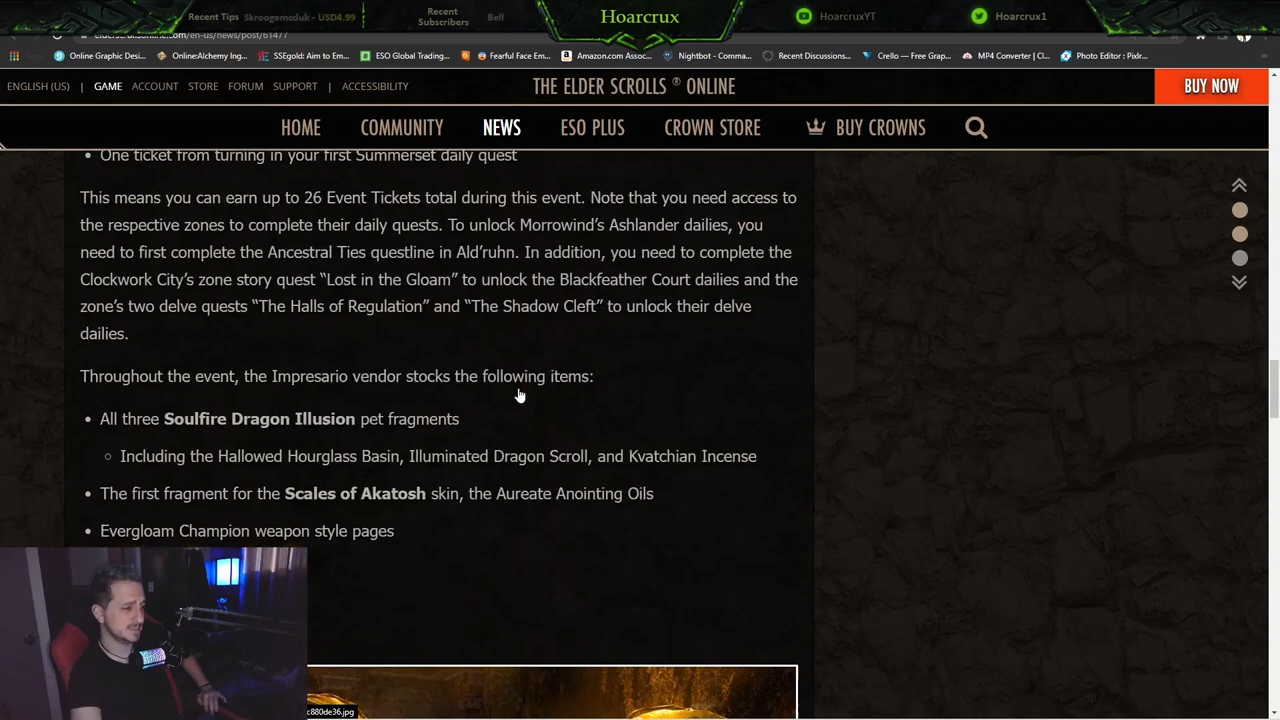 Recent Tips Skroogemcduk - USD4.99
Recent Subscribers Bell
Hoarcrux
HoarcruxYT
Hoarcrux1
elderscrollsonline.com/en-us/news/post/61477
Online Graphic Desi...
OnlineAlchemy Ing...
SSEgold: Aim to Em...
ESO Global Trading...
Fearful Face Em...
Amazon.com Assoc...
Nightbot - Comma...
Recent Discussions...
Crello — Free Grap...
MP4 Converter | Cl...
Photo Editor : Pixlr...
ENGLISH (US) | GAME ACCOUNT STORE FORUM SUPPORT | ACCESSIBILITY
THE ELDER SCROLLS ® ONLINE
BUY NOW
HOME COMMUNITY NEWS ESO PLUS CROWN STORE BUY CROWNS
• One ticket from turning in your first Summerset daily quest
This means you can earn up to 26 Event Tickets total during this event. Note that you need access to
the respective zones to complete their daily quests. To unlock Morrowind’s Ashlander dailies, you
need to first complete the Ancestral Ties questline in Ald’ruhn. In addition, you need to complete the
Clockwork City’s zone story quest “Lost in the Gloam” to unlock the Blackfeather Court dailies and the
zone’s two delve quests “The Halls of Regulation” and “The Shadow Cleft” to unlock their delve
dailies.
Throughout the event, the Impresario vendor stocks the following items:
• All three Soulfire Dragon Illusion pet fragments
○ Including the Hallowed Hourglass Basin, Illuminated Dragon Scroll, and Kvatchian Incense
• The first fragment for the Scales of Akatosh skin, the Aureate Anointing Oils
• Evergloam Champion weapon style pages
c880de36.jpg